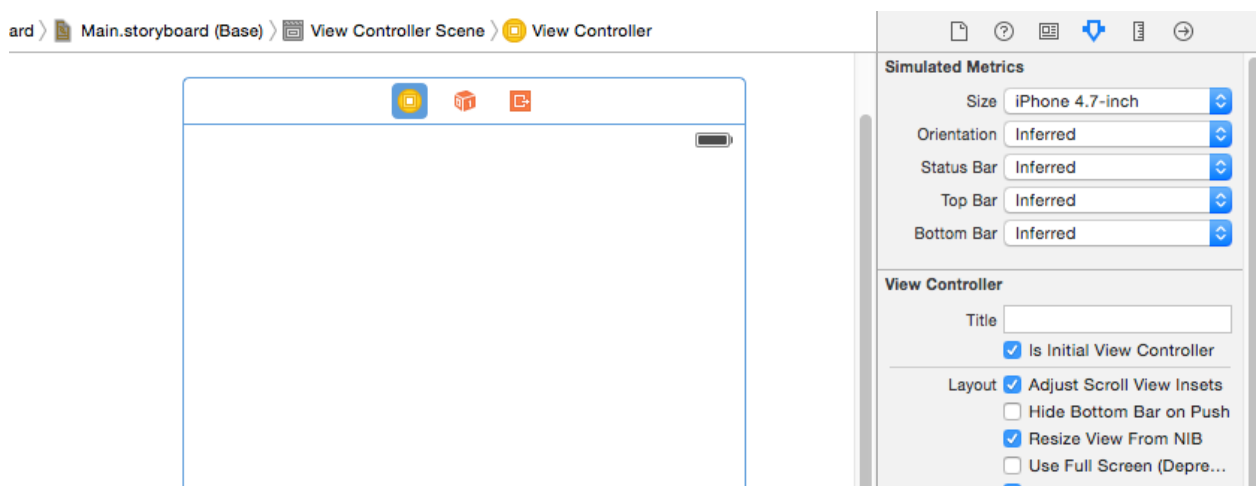 ard 〉 Main.storyboard (Base) 〉 View Controller Scene 〉 View Controller
Simulated Metrics
Size iPhone 4.7-inch
Orientation Inferred
Status Bar Inferred
Top Bar Inferred
Bottom Bar Inferred
View Controller
Title
Is Initial View Controller
Layout Adjust Scroll View Insets
Hide Bottom Bar on Push
Resize View From NIB
Use Full Screen (Depre...